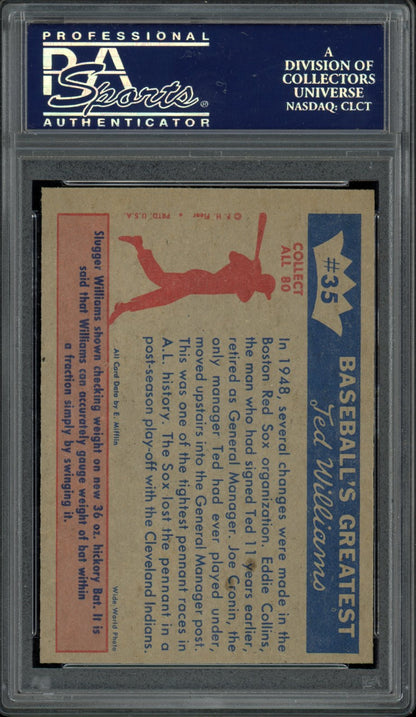 PROFESSIONAL
PSA
Sports®
AUTHENTICATOR
A
DIVISION OF
COLLECTORS
UNIVERSE
NASDAQ: CLCT
#35
BASEBALL'S GREATEST
Ted Williams
COLLECT
ALL 80
© F. H. Fleer • PRTD. U.S.A.
In 1948, several changes were made in the
Boston Red Sox organization. Eddie Collins,
the man who had signed Ted 11 years earlier,
retired as General Manager. Joe Cronin, the
only manager Ted had ever played under,
moved upstairs into the General Manager post.
This was one of the tightest pennant races in
A.L. history. The Sox lost the pennant in a
post-season play-off with the Cleveland Indians.
All Card Data by E. Mifflin
Wide World Photo
Slugger Williams shown checking weight on new 36 oz. hickory Bat. It is
said that Williams can accurately gauge weight of bat within
a fraction simply by swinging it.